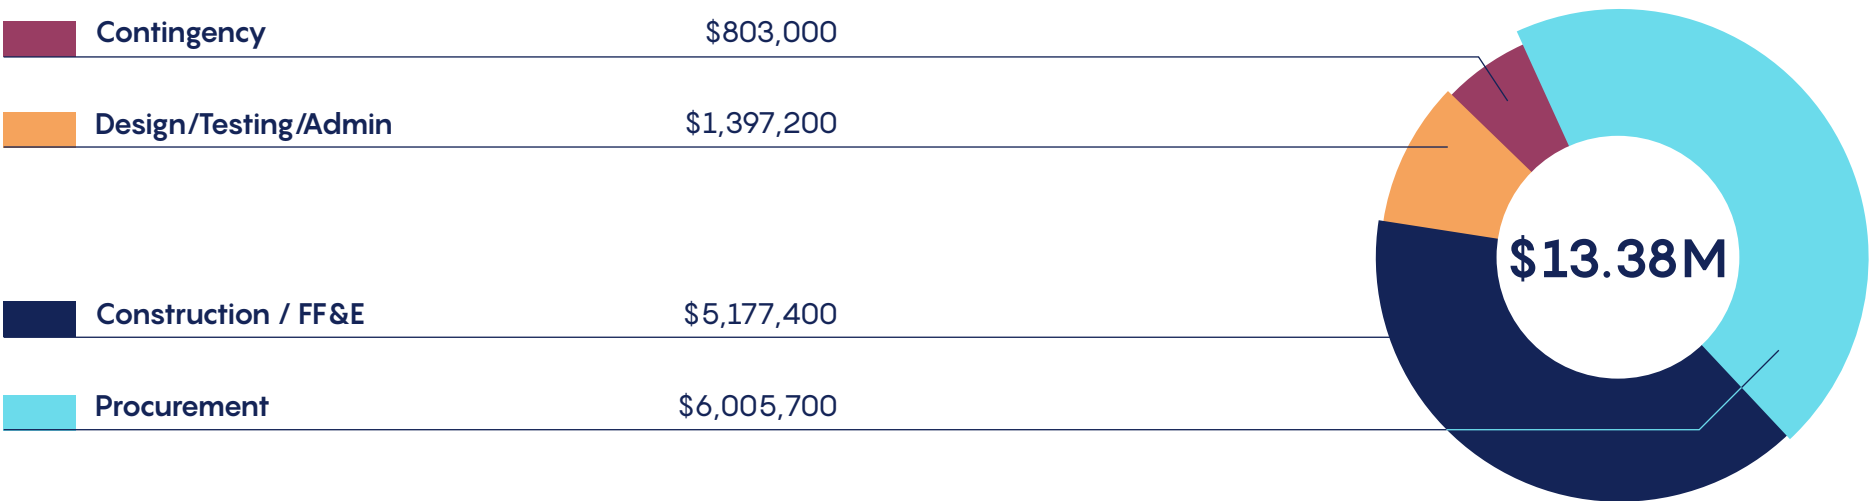 Contingency $803,000
Design/Testing/Admin $1,397,200
Construction / FF&E $5,177,400
Procurement $6,005,700
$13.38M